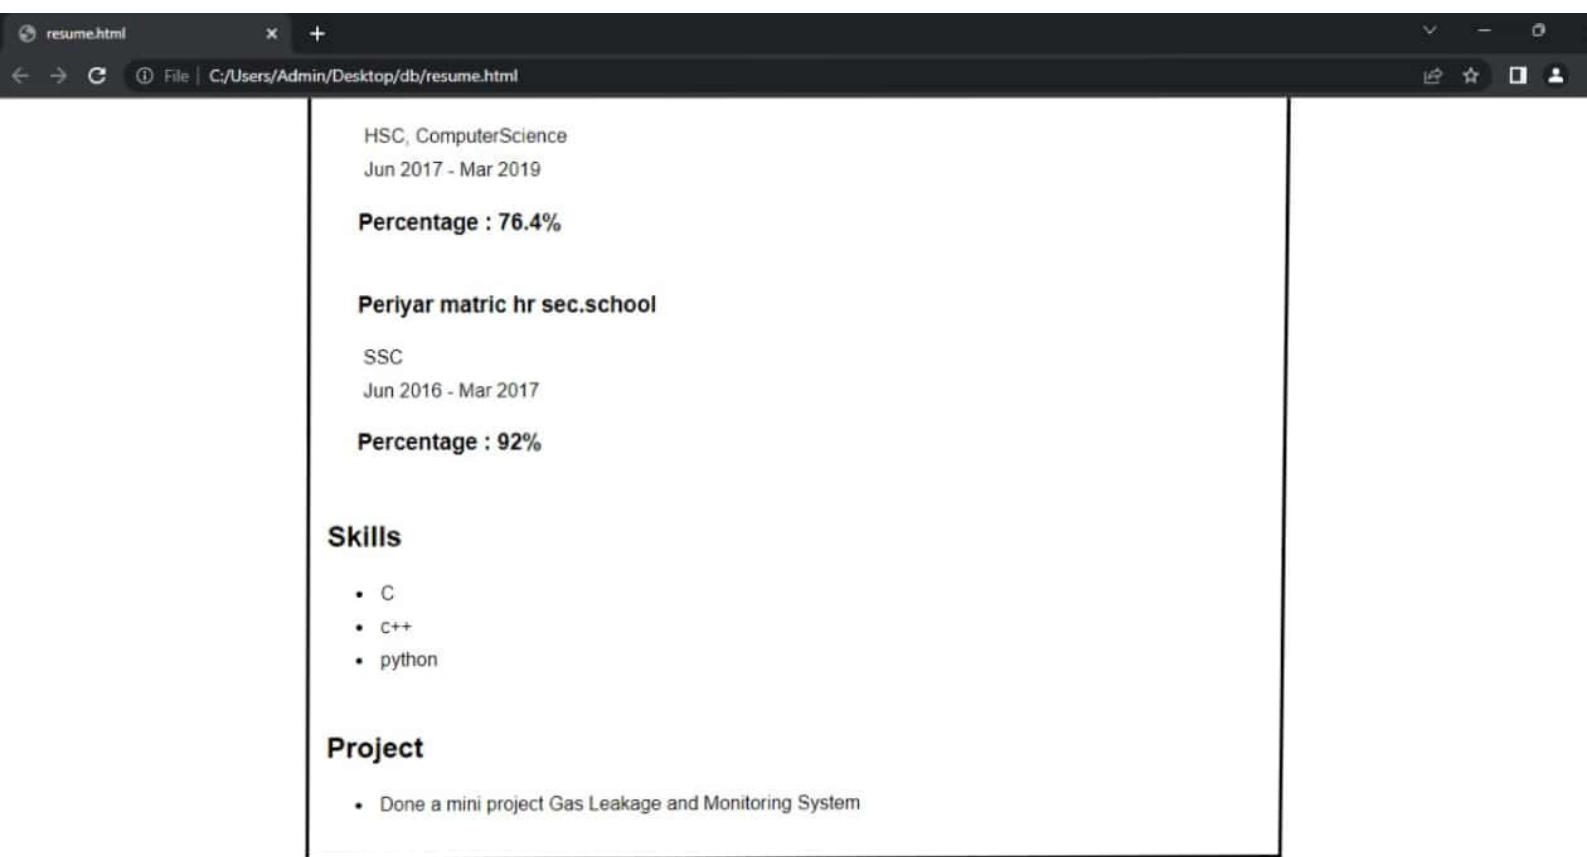 resume.html
File | C:/Users/Admin/Desktop/db/resume.html
HSC, ComputerScience
Jun 2017 - Mar 2019
Percentage : 76.4%
Periyar matric hr sec.school
SSC
Jun 2016 - Mar 2017
Percentage : 92%
Skills
• C
• c++
• python
Project
• Done a mini project Gas Leakage and Monitoring System